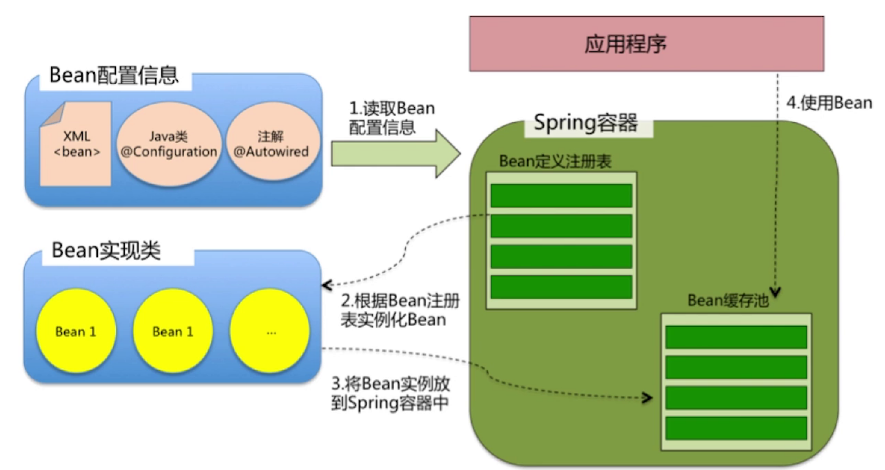 应用程序
Bean配置信息
XML
<bean>
Java类
@Configuration
注解
@Autowired
1.读取Bean
配置信息
4.使用Bean
Spring容器
Bean定义注册表
Bean实现类
Bean 1
Bean 1
...
2.根据Bean注册
表实例化Bean
Bean缓存池
3.将Bean实例放
到Spring容器中